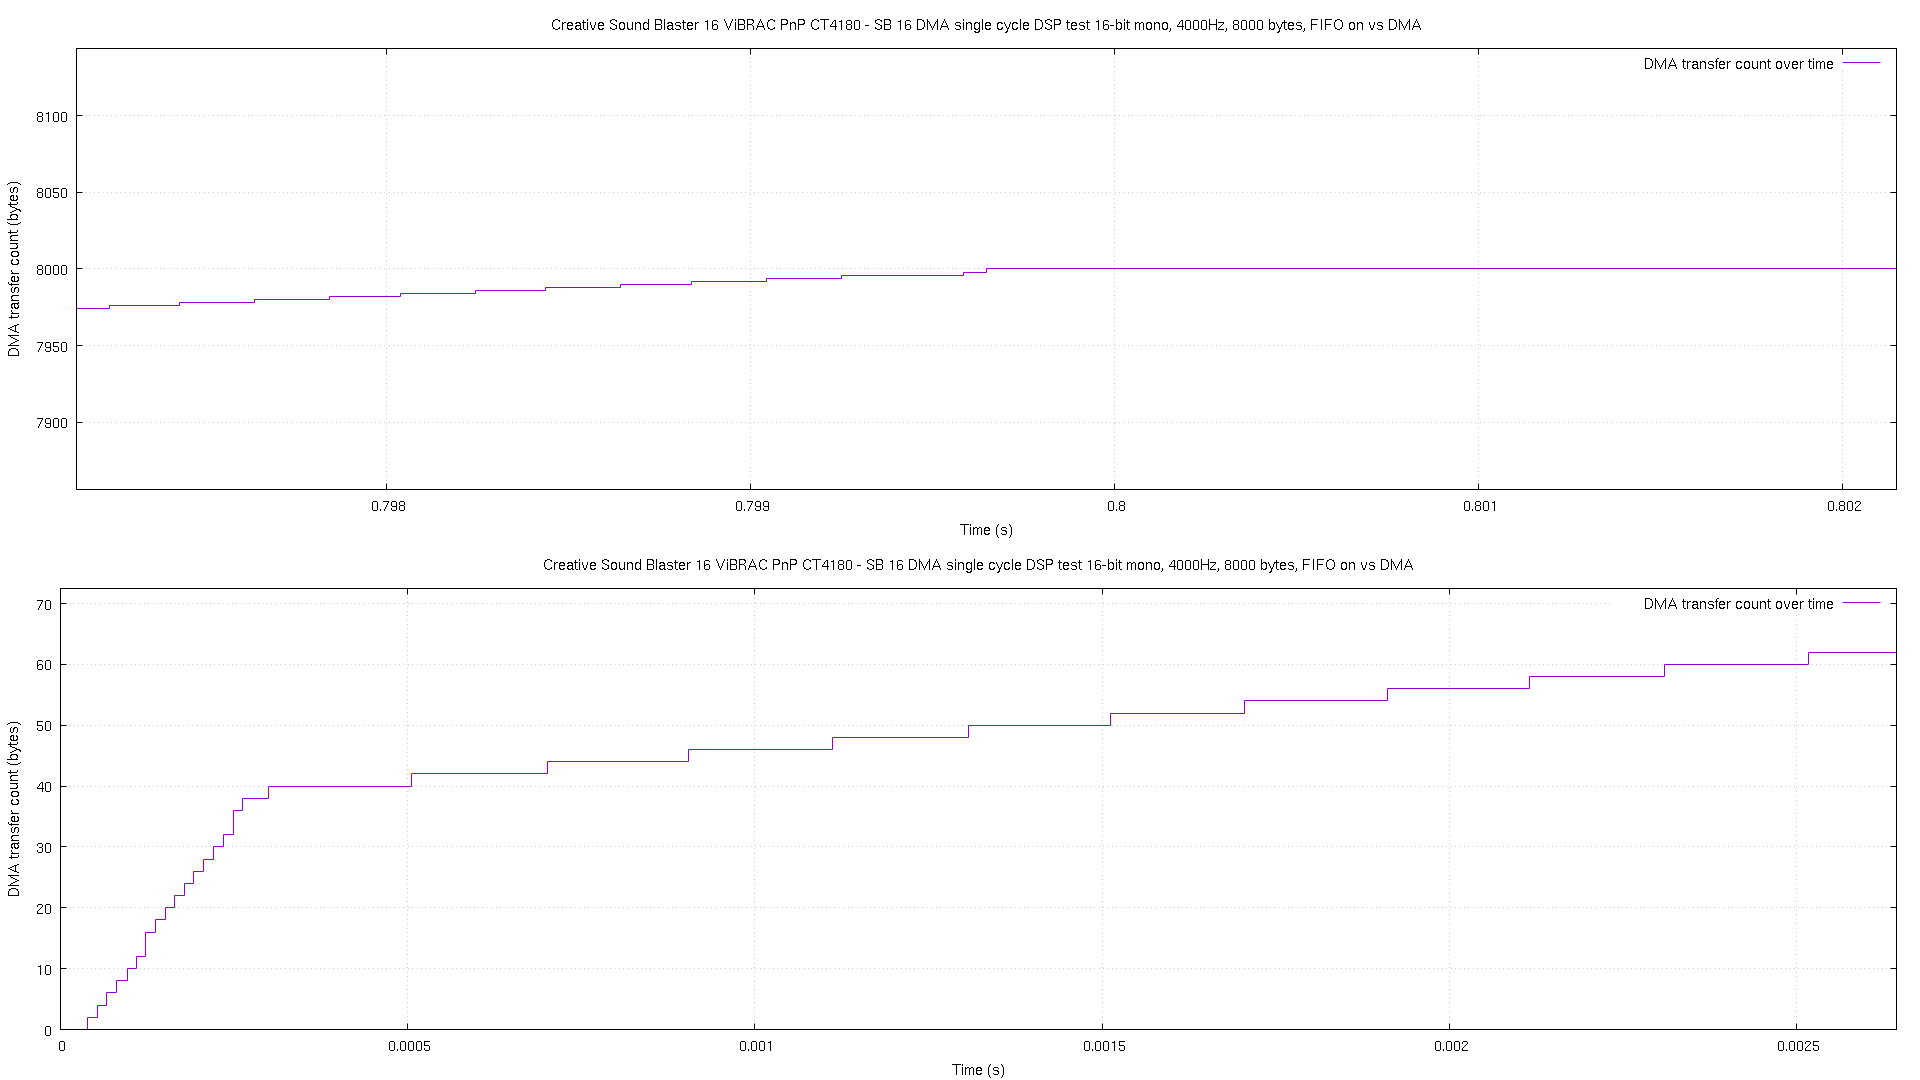 Creative Sound Blaster 16 ViBRAC PnP CT4180 - SB 16 DMA single cycle DSP test 16-bit mono, 4000Hz, 8000 bytes, FIFO on vs DMA
DMA transfer count over time
8100
8050
8000
7950
7900
DMA transfer count (bytes)
0.798 0.799 0.8 0.801 0.802
Time (s)
Creative Sound Blaster 16 ViBRAC PnP CT4180 - SB 16 DMA single cycle DSP test 16-bit mono, 4000Hz, 8000 bytes, FIFO on vs DMA
DMA transfer count over time
70
60
50
40
30
20
10
0
DMA transfer count (bytes)
0 0.0005 0.001 0.0015 0.002 0.0025
Time (s)